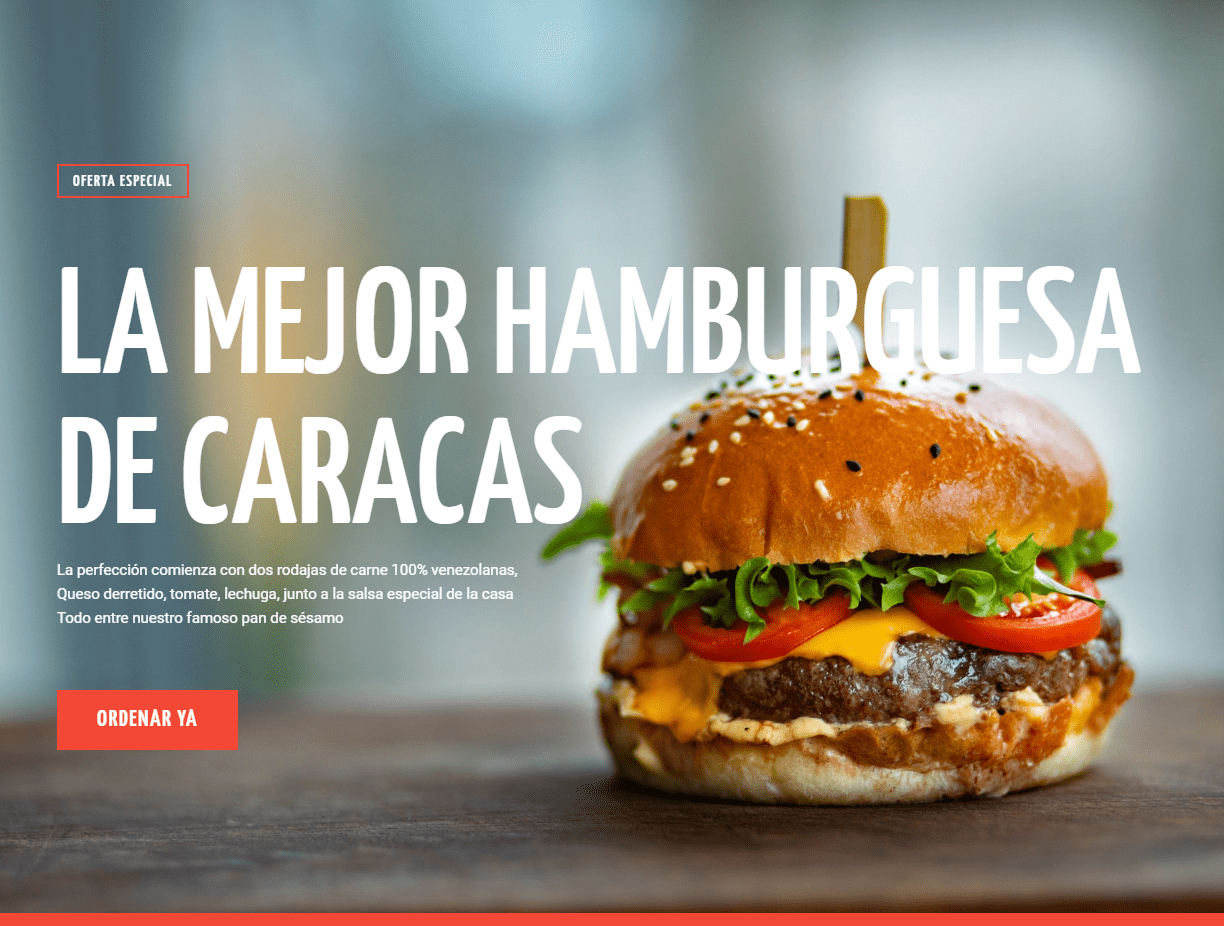 OFERTA ESPECIAL
LA MEJOR HAMBURGUESA
DE CARACAS
La perfección comienza con dos rodajas de carne 100% venezolanas,
Queso derretido, tomate, lechuga, junto a la salsa especial de la casa
Todo entre nuestro famoso pan de sésamo
ORDENAR YA